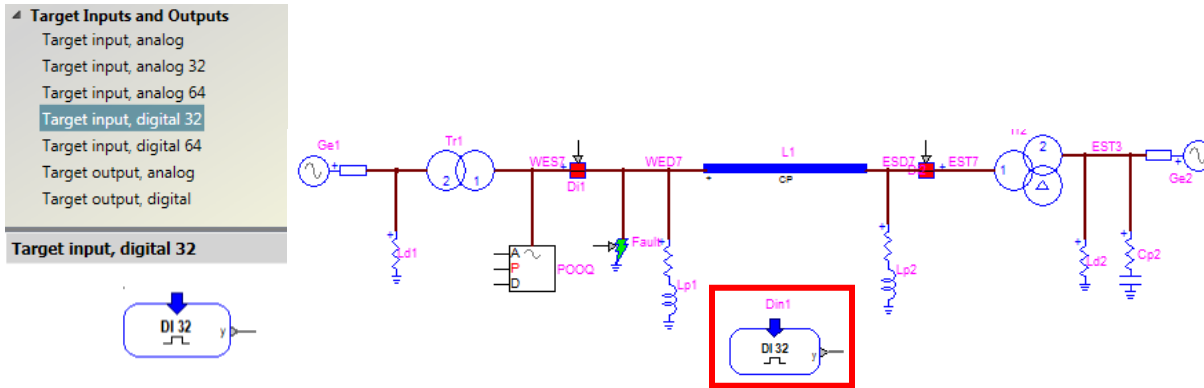 Target Inputs and Outputs
Target input, analog
Target input, analog 32
Target input, analog 64
Target input, digital 32
Target input, digital 64
Target output, analog
Target output, digital
Target input, digital 32
DI 32
y
Ge1
+
Ld1
+
Tr1
2
1
WES7
+
Di1
A
P
D
POOQ
Fault
WED7
+
Lp1
L1
+
CP
ESD7
+
EST7
+
Lp2
1
2
EST3
+
Ge2
+
Ld2
+
Cp2
Din1
DI 32
y